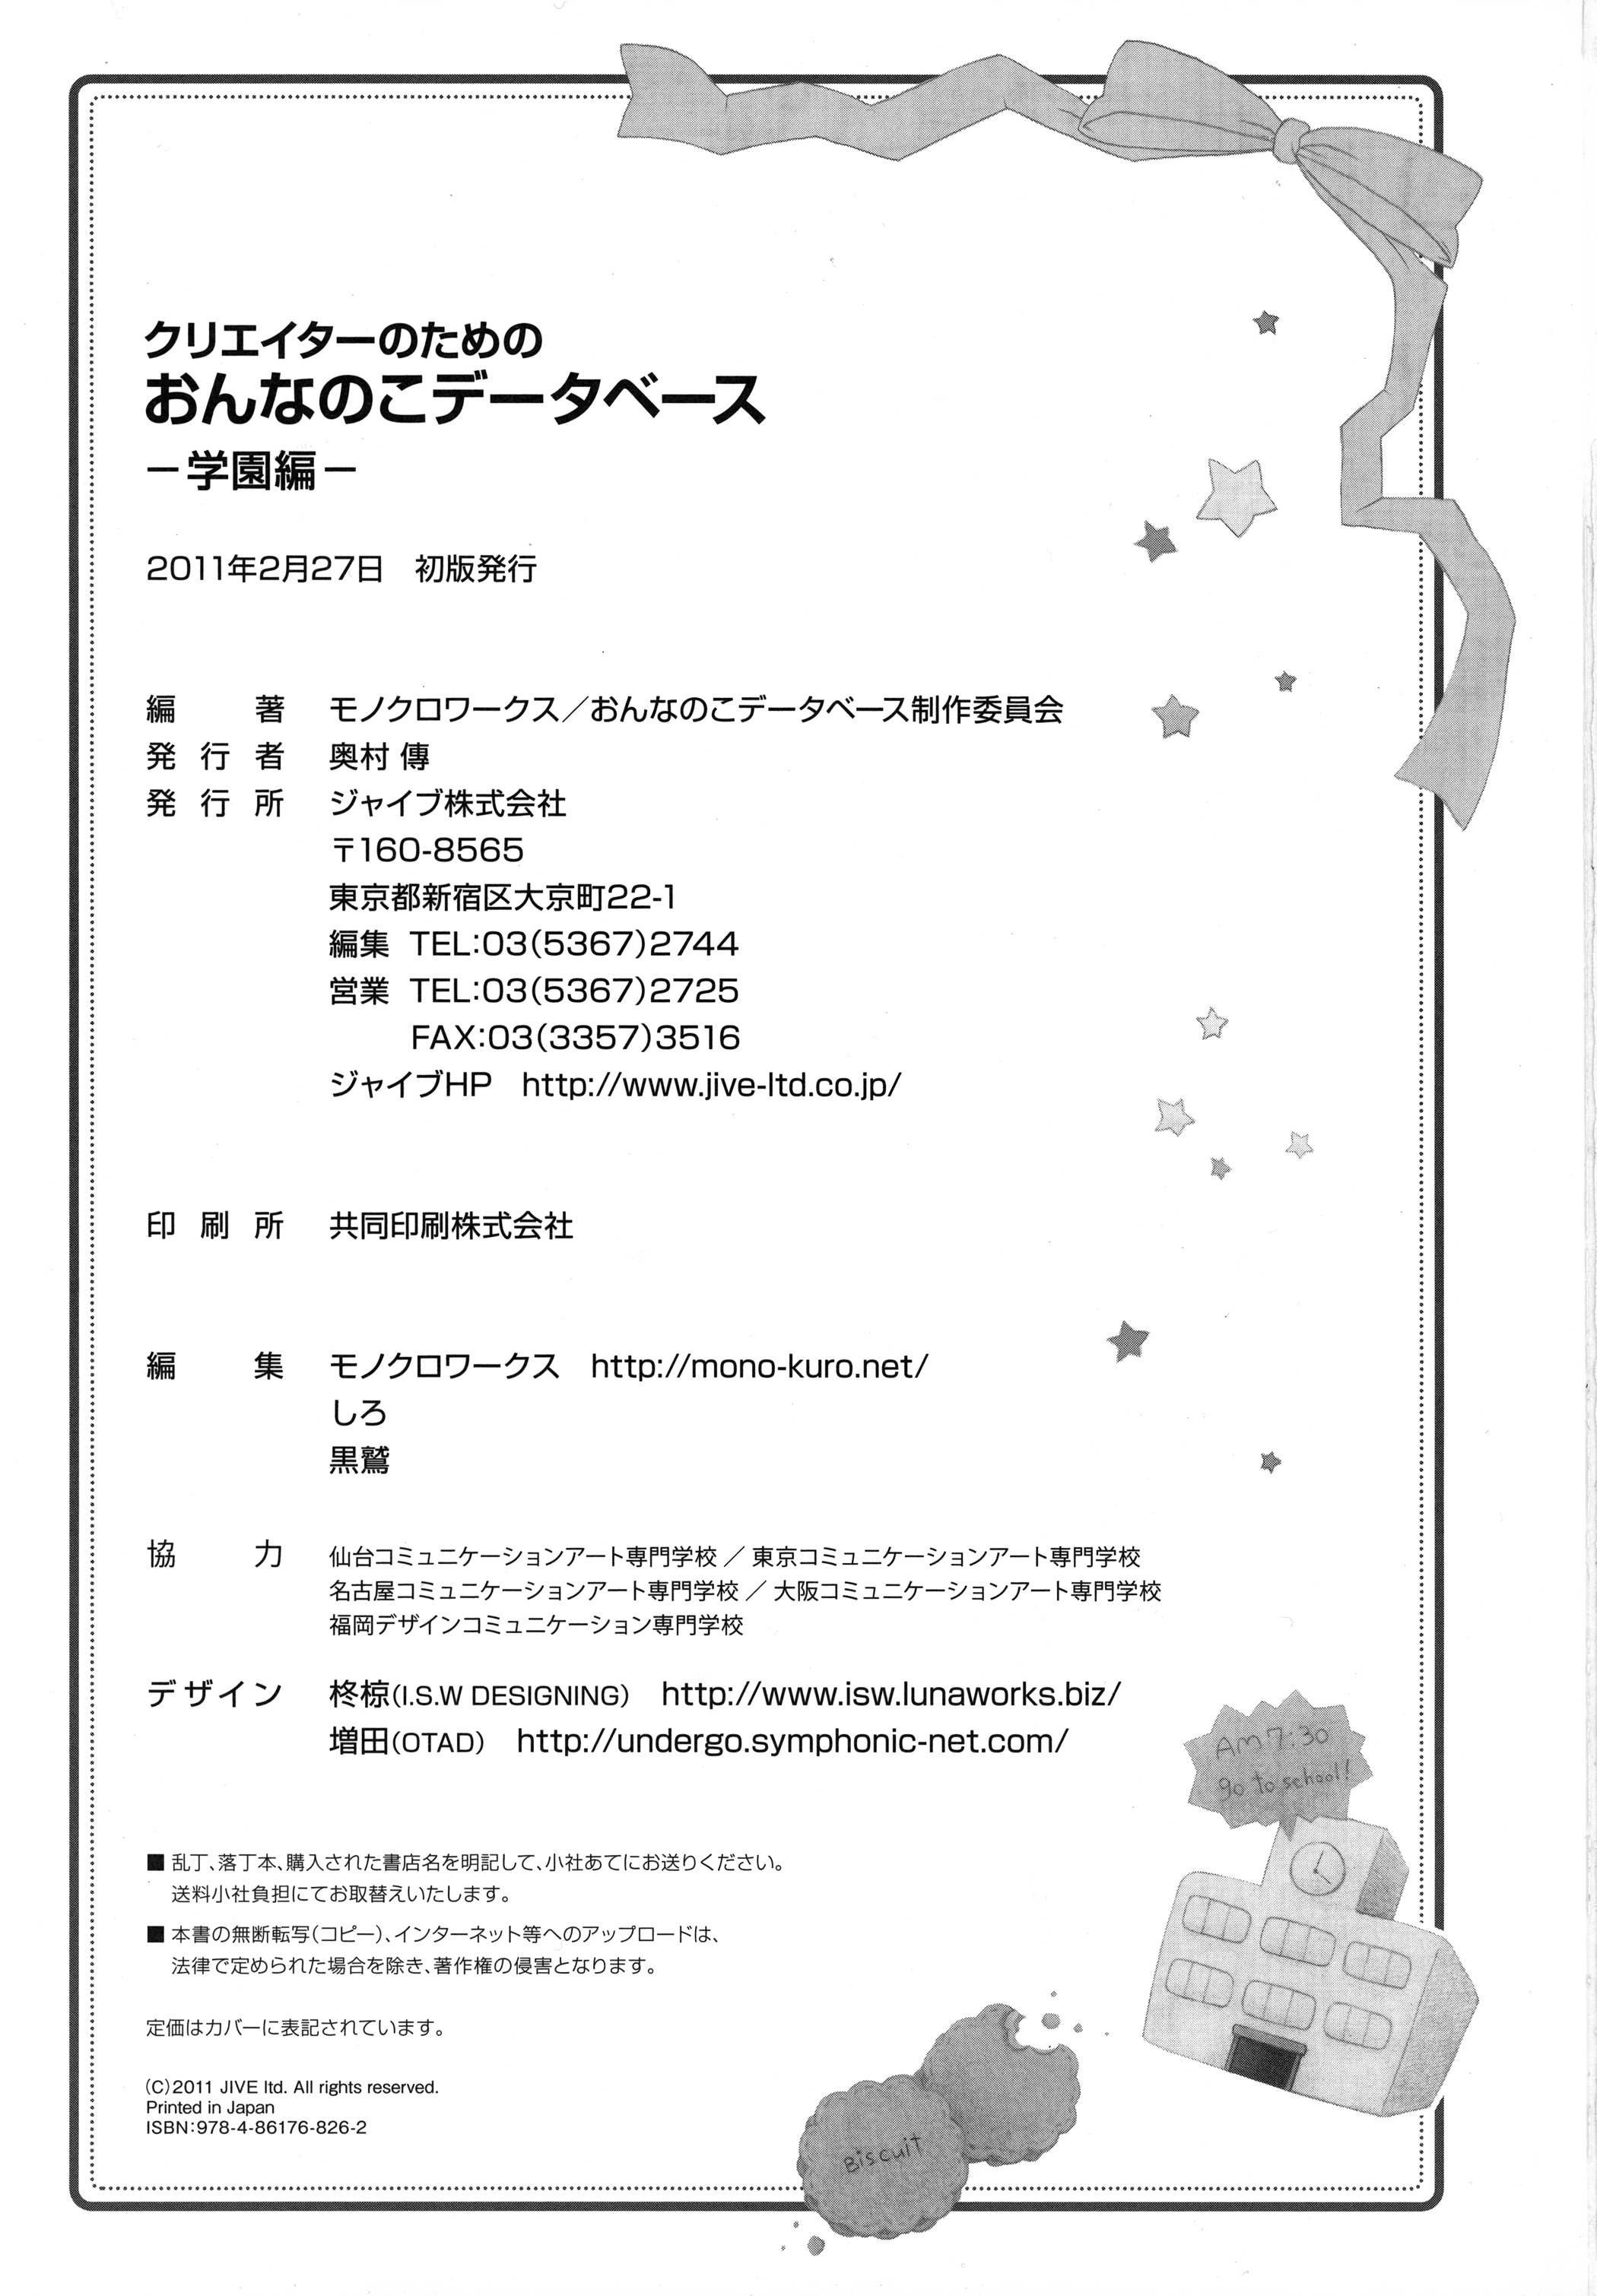 クリエイターのための
おんなのこデータベース
－学園編－
2011年2月27日　初版発行
編著　モノクロワークス／おんなのこデータベース制作委員会
発行者　奥村 傳
発行所　ジャイブ株式会社
〒160-8565
東京都新宿区大京町22-1
編集 TEL:03(5367)2744
営業 TEL:03(5367)2725
FAX:03(3357)3516
ジャイブHP　http://www.jive-ltd.co.jp/
印刷所　共同印刷株式会社
編集　モノクロワークス　http://mono-kuro.net/
しろ
黒鷲
協力　仙台コミュニケーションアート専門学校 ／ 東京コミュニケーションアート専門学校
名古屋コミュニケーションアート専門学校 ／ 大阪コミュニケーションアート専門学校
福岡デザインコミュニケーション専門学校
デザイン　柊椋(I.S.W DESIGNING)　http://www.isw.lunaworks.biz/
増田(OTAD)　http://undergo.symphonic-net.com/
AM7:30
go to school!
■ 乱丁、落丁本、購入された書店名を明記して、小社あてにお送りください。
送料小社負担にてお取替えいたします。
■ 本書の無断転写(コピー)、インターネット等へのアップロードは、
法律で定められた場合を除き、著作権の侵害となります。
定価はカバーに表記されています。
(C)2011 JIVE ltd. All rights reserved.
Printed in Japan
ISBN:978-4-86176-826-2
Biscuit